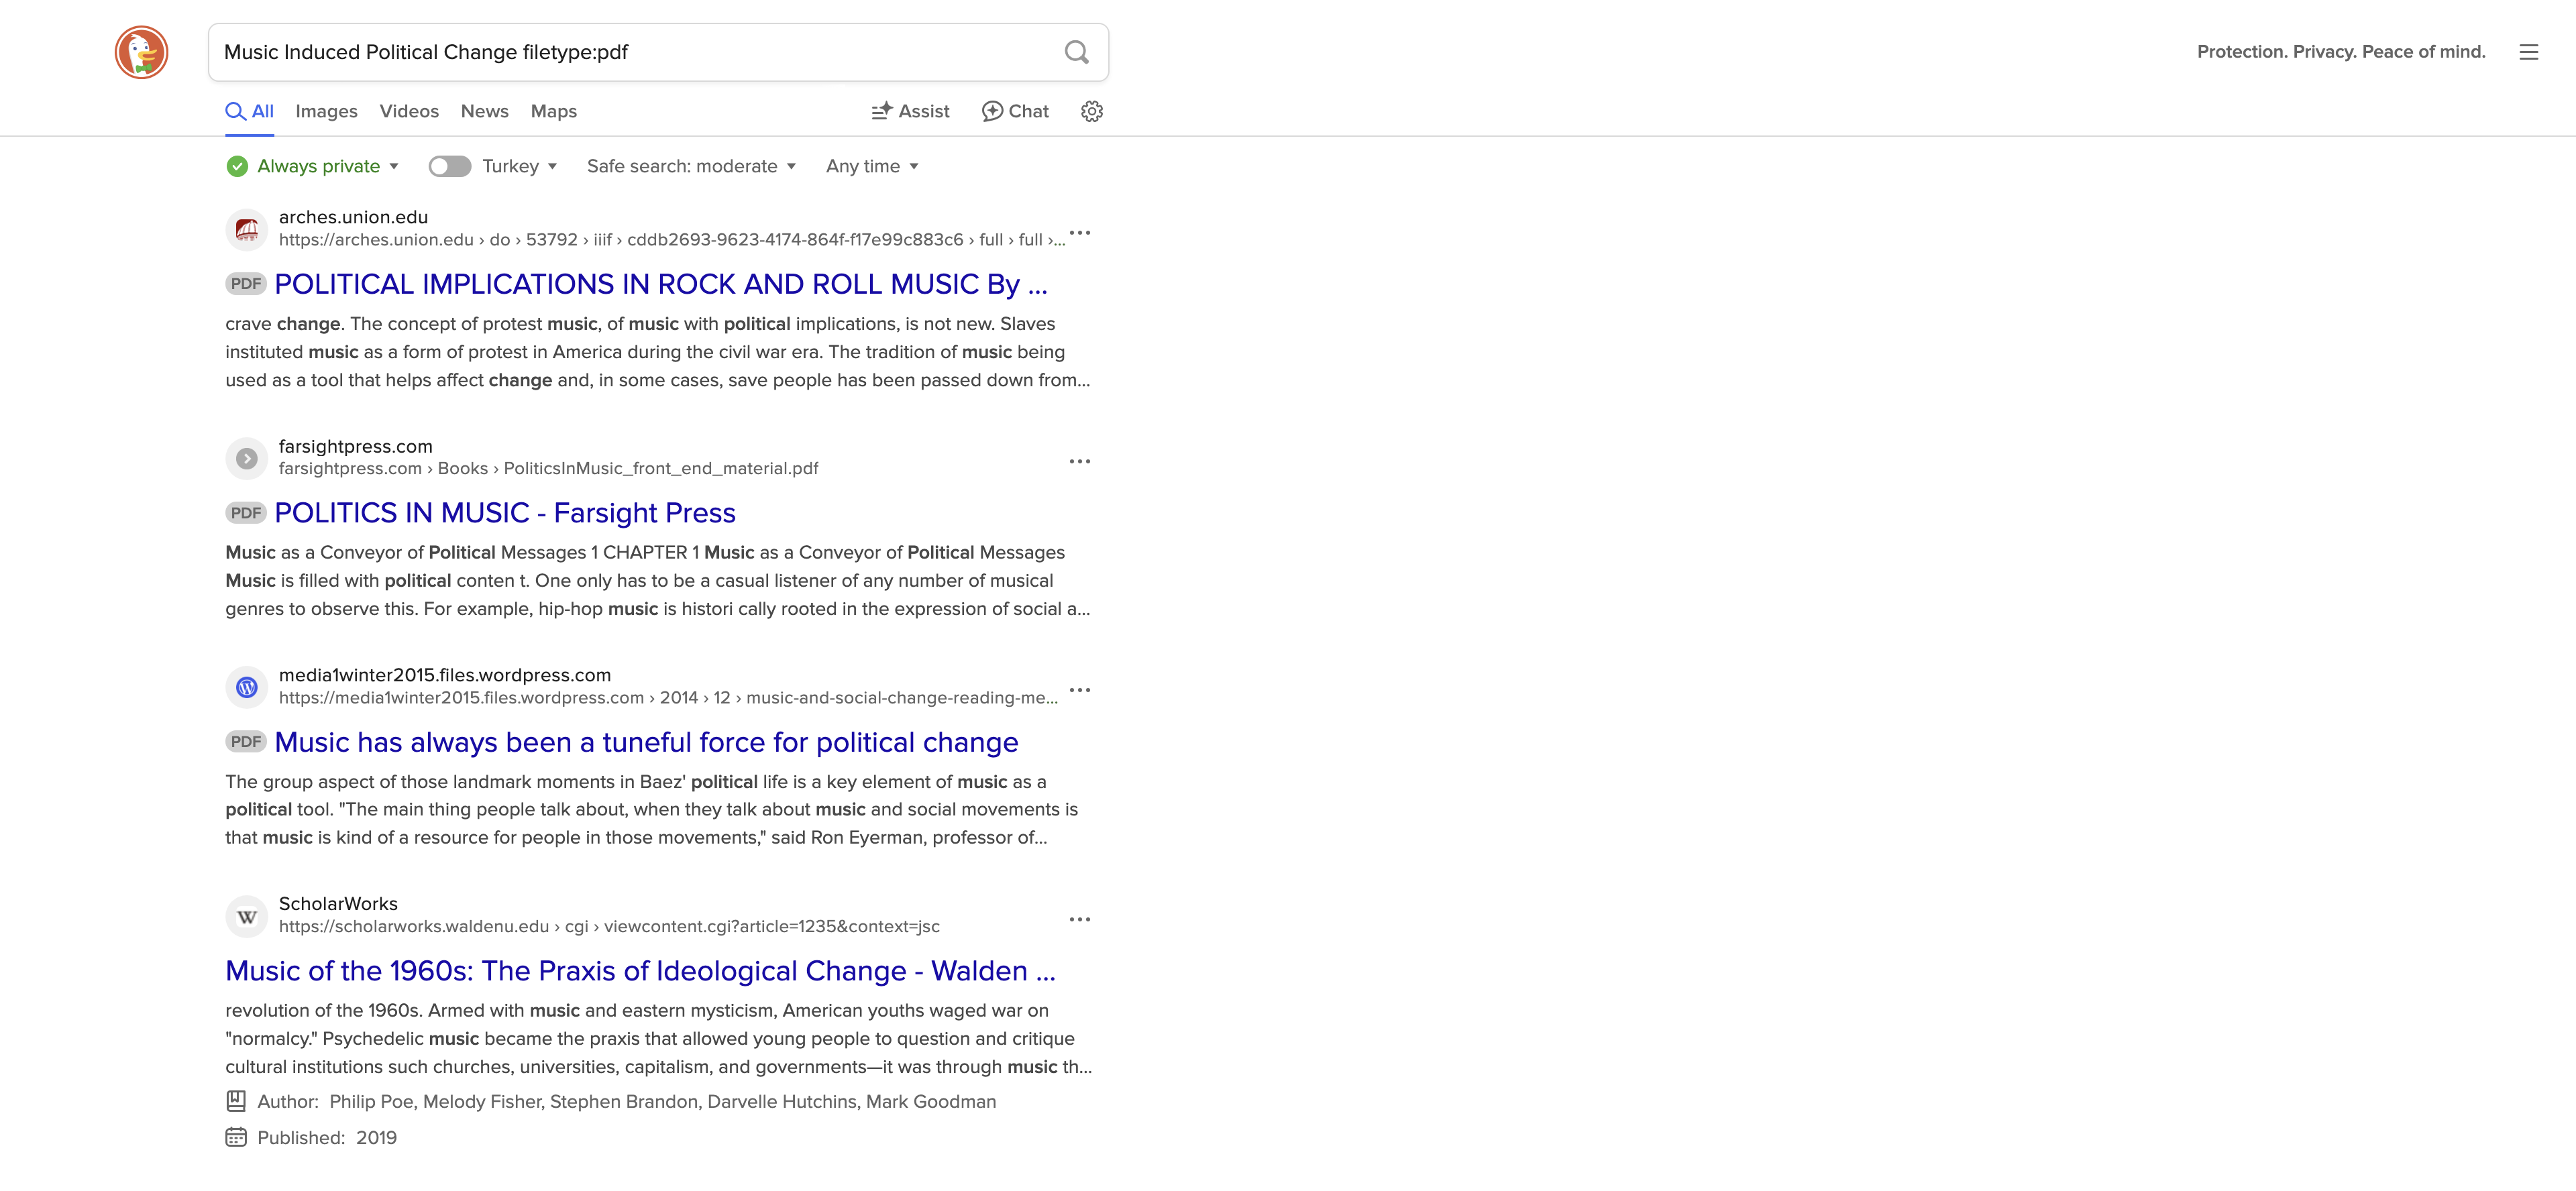 Music Induced Political Change filetype:pdf
Protection. Privacy. Peace of mind.
All Images Videos News Maps Assist Chat
Always private Turkey Safe search: moderate Any time
arches.union.edu
https://arches.union.edu › do › 53792 › iiif › cddb2693-9623-4174-864f-f17e99c883c6 › full › full ›...
PDF POLITICAL IMPLICATIONS IN ROCK AND ROLL MUSIC By ...
crave change. The concept of protest music, of music with political implications, is not new. Slaves
instituted music as a form of protest in America during the civil war era. The tradition of music being
used as a tool that helps affect change and, in some cases, save people has been passed down from...
farsightpress.com
farsightpress.com › Books › PoliticsInMusic_front_end_material.pdf
PDF POLITICS IN MUSIC - Farsight Press
Music as a Conveyor of Political Messages 1 CHAPTER 1 Music as a Conveyor of Political Messages
Music is filled with political conten t. One only has to be a casual listener of any number of musical
genres to observe this. For example, hip-hop music is histori cally rooted in the expression of social a...
media1winter2015.files.wordpress.com
https://media1winter2015.files.wordpress.com › 2014 › 12 › music-and-social-change-reading-me...
PDF Music has always been a tuneful force for political change
The group aspect of those landmark moments in Baez' political life is a key element of music as a
political tool. "The main thing people talk about, when they talk about music and social movements is
that music is kind of a resource for people in those movements," said Ron Eyerman, professor of...
W
ScholarWorks
https://scholarworks.waldenu.edu › cgi › viewcontent.cgi?article=1235&context=jsc
Music of the 1960s: The Praxis of Ideological Change - Walden ...
revolution of the 1960s. Armed with music and eastern mysticism, American youths waged war on
"normalcy." Psychedelic music became the praxis that allowed young people to question and critique
cultural institutions such churches, universities, capitalism, and governments—it was through music th...
Author: Philip Poe, Melody Fisher, Stephen Brandon, Darvelle Hutchins, Mark Goodman
Published: 2019